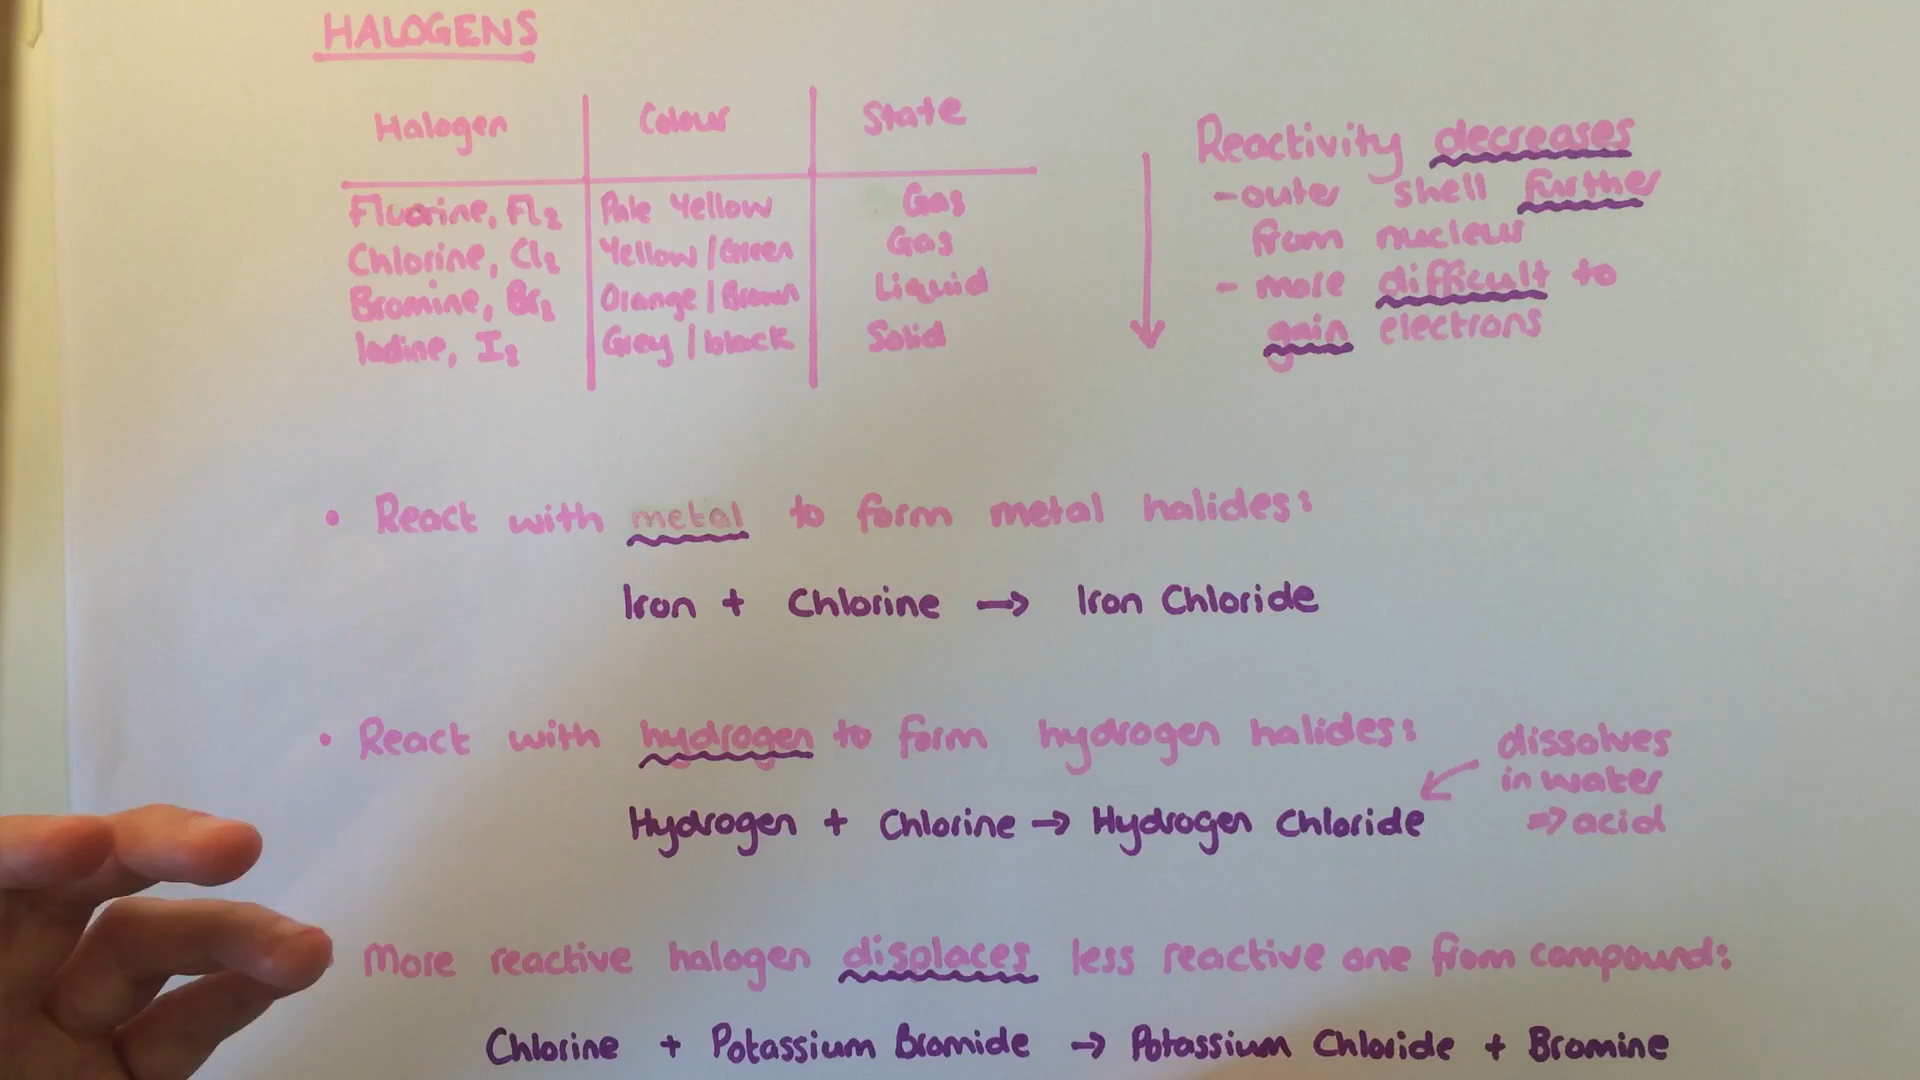 HALOGENS
Halogen Colour State
Fluorine, Fl2 Pale Yellow Gas
Chlorine, Cl2 Yellow/Green Gas
Bromine, Br2 Orange/Brown Liquid
Iodine, I2 Grey/black Solid
Reactivity decreases
- outer shell further
from nucleus
- more difficult to
gain electrons
• React with metal to form metal halides:
Iron + Chlorine → Iron Chloride
• React with hydrogen to form hydrogen halides:
Hydrogen + Chlorine → Hydrogen Chloride
dissolves
in water
⇒ acid
More reactive halogen displaces less reactive one from compound:
Chlorine + Potassium Bromide → Potassium Chloride + Bromine